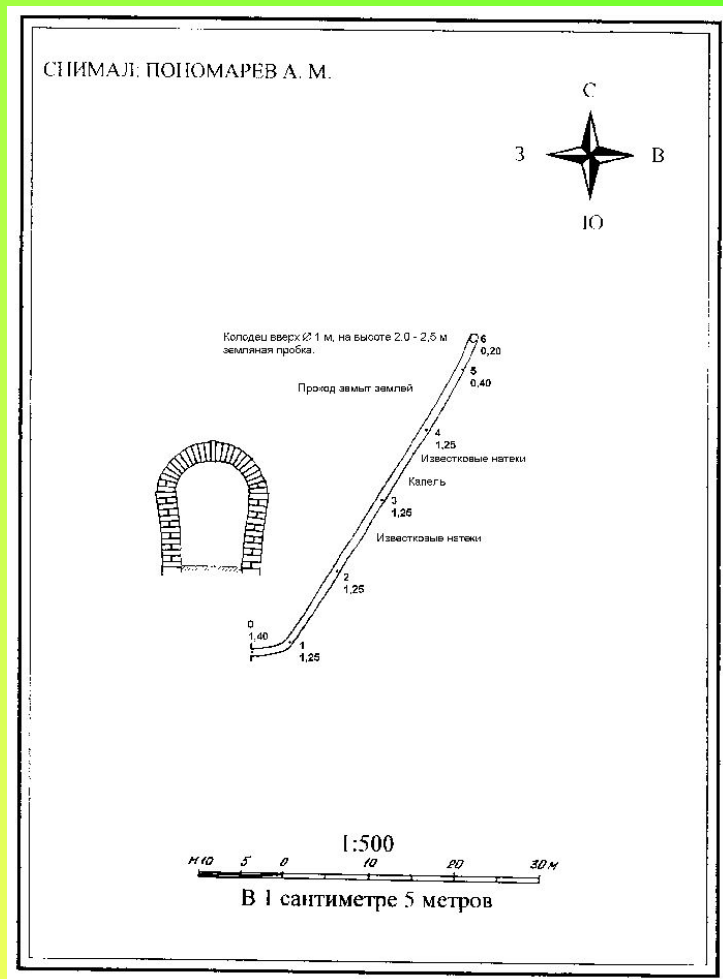 СНИМАЛ: ПОНОМАРЕВ А. М.
С
З
В
Ю
Колодец вверх Ø 1 м, на высоте 2.0 - 2,5 м
земляная пробка.
6
0,20
5
0,40
Проход замыт землей
4
1,25
Известковые натеки
Капель
3
1,25
Известковые натеки
2
1,25
0
1,40
1
1,25
1:500
М 10 5 0 10 20 30 М
В 1 сантиметре 5 метров